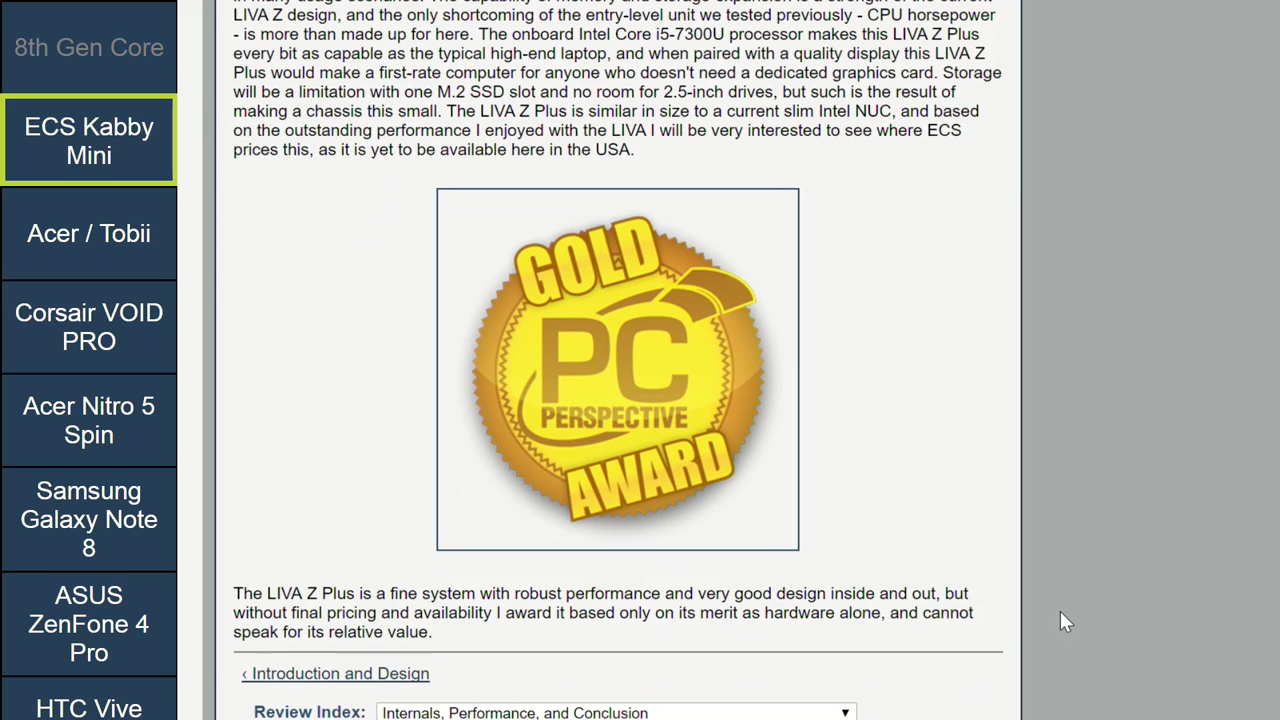 8th Gen Core
ECS Kabby
Mini
Acer / Tobii
Corsair VOID
PRO
Acer Nitro 5
Spin
Samsung
Galaxy Note
8
ASUS
ZenFone 4
Pro
HTC Vive
LIVA Z design, and the only shortcoming of the entry-level unit we tested previously - CPU horsepower
- is more than made up for here. The onboard Intel Core i5-7300U processor makes this LIVA Z Plus
every bit as capable as the typical high-end laptop, and when paired with a quality display this LIVA Z
Plus would make a first-rate computer for anyone who doesn't need a dedicated graphics card. Storage
will be a limitation with one M.2 SSD slot and no room for 2.5-inch drives, but such is the result of
making a chassis this small. The LIVA Z Plus is similar in size to a current slim Intel NUC, and based
on the outstanding performance I enjoyed with the LIVA I will be very interested to see where ECS
prices this, as it is yet to be available here in the USA.
GOLD
PC
PERSPECTIVE
AWARD
The LIVA Z Plus is a fine system with robust performance and very good design inside and out, but
without final pricing and availability I award it based only on its merit as hardware alone, and cannot
speak for its relative value.
‹ Introduction and Design
Review Index: Internals, Performance, and Conclusion